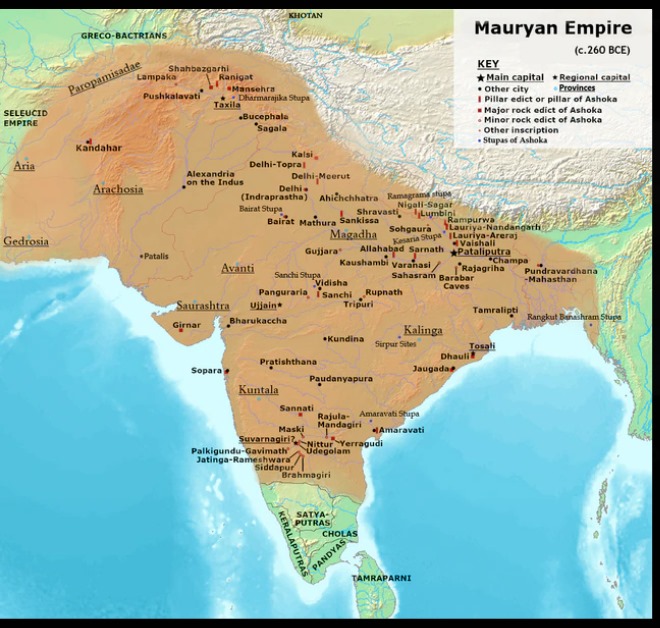 Mauryan Empire
(c.260 BCE)
KEY
Main capital
Regional capital
Other city
Provinces
Pillar edict or pillar of Ashoka
Major rock edict of Ashoka
Minor rock edict of Ashoka
Other inscription
Stupas of Ashoka
KHOTAN
GRECO-BACTRIANS
Paropamisadae
Shahbazgarhi
Lampaka
Ranigat
Mansehra
Pushkalavati
Dharmarajika Stupa
Taxila
SELEUCID
EMPIRE
Bucephela
Sagala
Kandahar
Kaisi
Aria
Delhi-Topra
Delhi-Meerut
Alexandria
on the Indus
Arachosia
Delhi
(Indraprastha)
Ahichchhatra
Ramagrama stupa
Nigali-Sagar
Bairat Stupa
Shravasti
Lumbini
Rampurwa
Bairat
Mathura
Sankissa
Lauriya-Nandangarh
Sohgaura
Lauriya-Araraj
Magadha
Kesana Stupa
Vaishali
Gedrosia
Gujjara
Allahabad
Sarnath
Pataliputra
Patalis
Kaushambi
Varanasi
Champa
Rajagriha
Avanti
Sahasram
Barabar
Caves
Pundravardhana
-Mahasthan
Sanchi Stupa
Vidisha
Panguraria
Sanchi
Rupnath
Saurashtra
Ujjain
Tripuri
Tamralipti
Rangkut Banashram Stupa
Girnar
Bharukaccha
Kalinga
Kundina
Sirpur Sites
Tosali
Dhauli
Sopara
Pratishthana
Jaugada
Paudanyapura
Kuntala
Sannati
Rajula-
Mandagiri
Amaravati Stupa
Maski
Amaravati
Suvarnagiri?
Nittur
Yerragudi
Palkigundu-Gavimath
Udegolam
Jatinga-Rameshwara
Siddapur
Brahmagiri
SATYA-
PUTRAS
KERALAPUTRAS
CHOLAS
PANDYAS
TAMRAPARNI